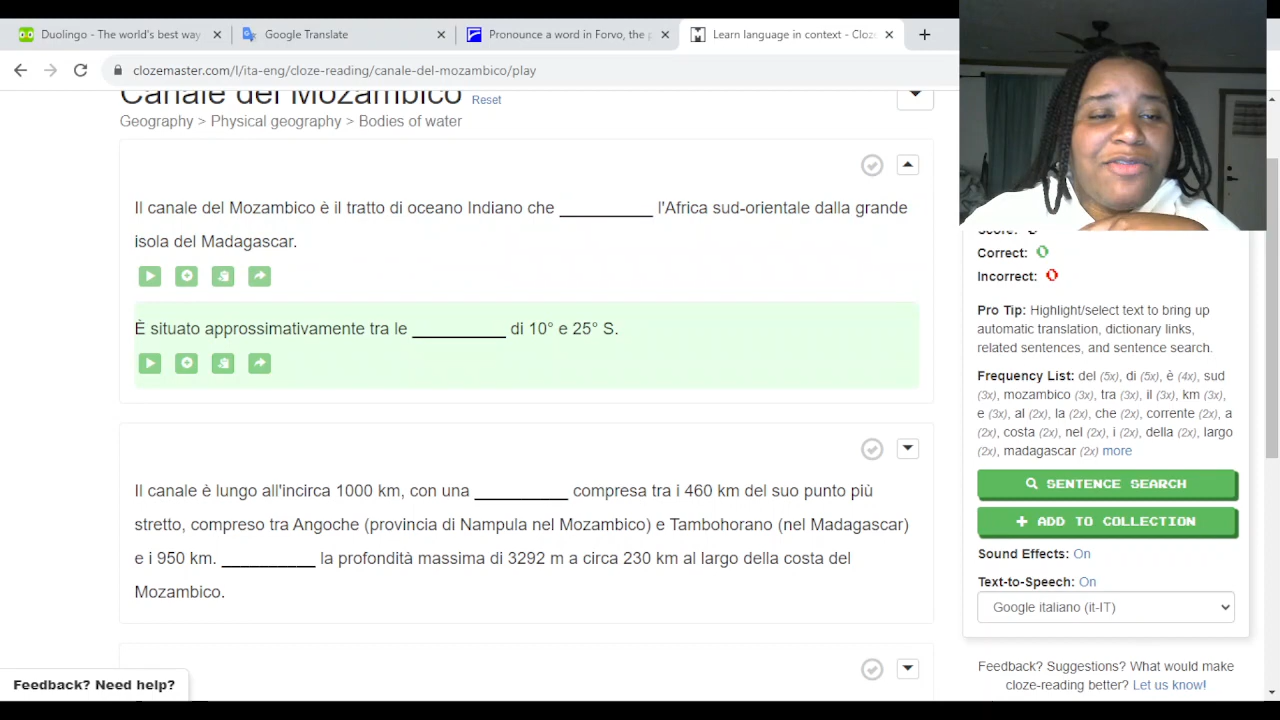 Duolingo - The world's best way
Google Translate
Pronounce a word in Forvo, the p
Learn language in context - Cloze
clozemaster.com/l/ita-eng/cloze-reading/canale-del-mozambico/play
Canale del Mozambico Reset
Geography > Physical geography > Bodies of water
Il canale del Mozambico è il tratto di oceano Indiano che __________ l'Africa sud-orientale dalla grande
isola del Madagascar.
È situato approssimativamente tra le __________ di 10° e 25° S.
Il canale è lungo all'incirca 1000 km, con una __________ compresa tra i 460 km del suo punto più
stretto, compreso tra Angoche (provincia di Nampula nel Mozambico) e Tambohorano (nel Madagascar)
e i 950 km. __________ la profondità massima di 3292 m a circa 230 km al largo della costa del
Mozambico.
Feedback? Need help?
Score: 0
Correct: 0
Incorrect: 0
Pro Tip: Highlight/select text to bring up
automatic translation, dictionary links,
related sentences, and sentence search.
Frequency List: del (5x), di (5x), è (4x), sud
(3x), mozambico (3x), tra (3x), il (3x), km (3x),
e (3x), al (2x), la (2x), che (2x), corrente (2x), a
(2x), costa (2x), nel (2x), i (2x), della (2x), largo
(2x), madagascar (2x) more
SENTENCE SEARCH
+ ADD TO COLLECTION
Sound Effects: On
Text-to-Speech: On
Google italiano (it-IT)
Feedback? Suggestions? What would make
cloze-reading better? Let us know!